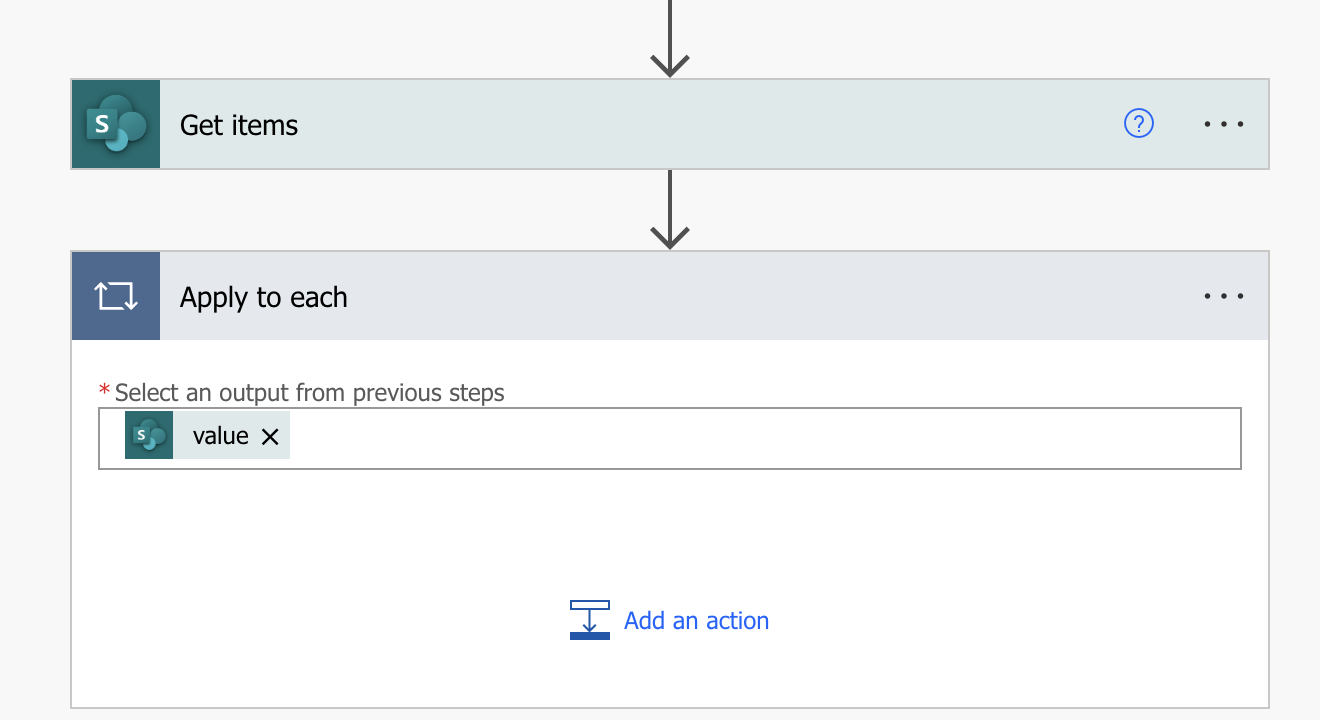 S
Get items
?
Apply to each
* Select an output from previous steps
S value
Add an action